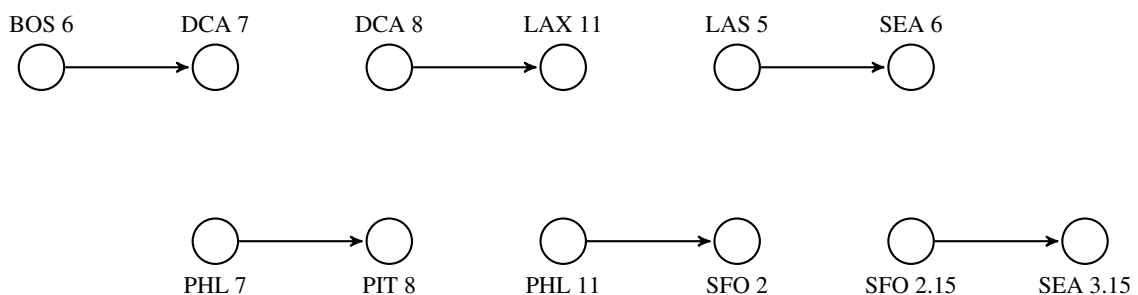 BOS 6 DCA 7 DCA 8 LAX 11 LAS 5 SEA 6
PHL 7 PIT 8 PHL 11 SFO 2 SFO 2.15 SEA 3.15